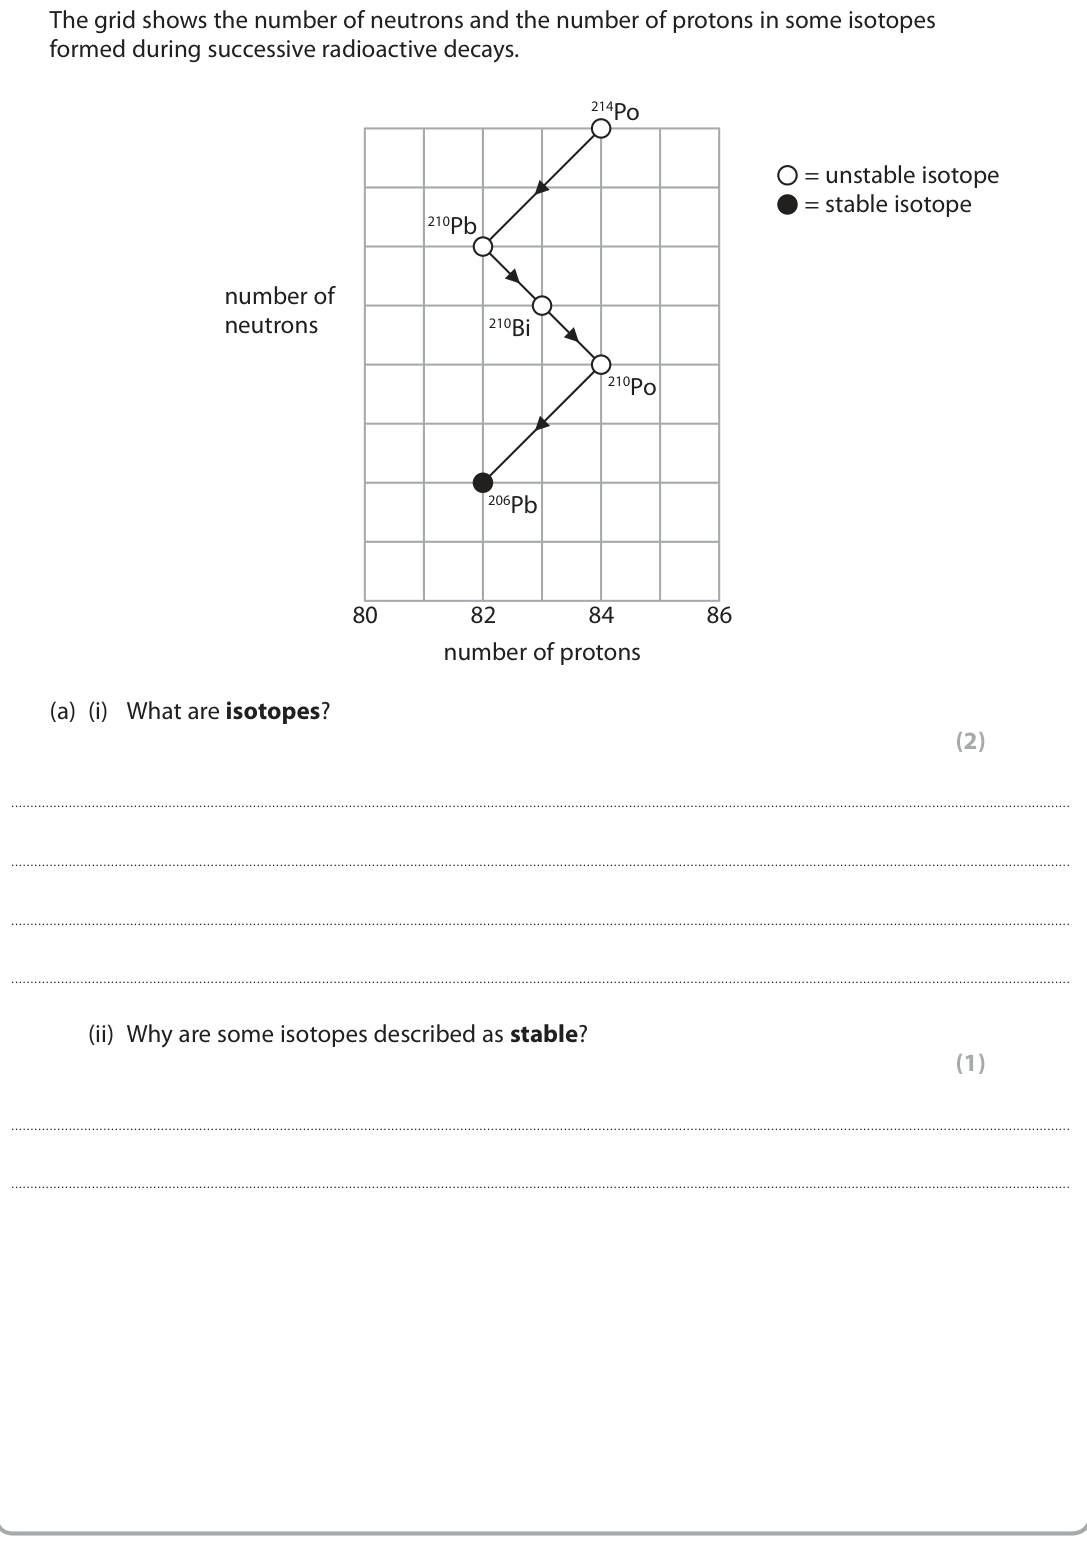 The grid shows the number of neutrons and the number of protons in some isotopes
formed during successive radioactive decays.
²¹⁴Po
= unstable isotope
= stable isotope
²¹⁰Pb
number of
neutrons
²¹⁰Bi
²¹⁰Po
²⁰⁶Pb
80 82 84 86
number of protons
(a) (i) What are isotopes?
(2)
(ii) Why are some isotopes described as stable?
(1)